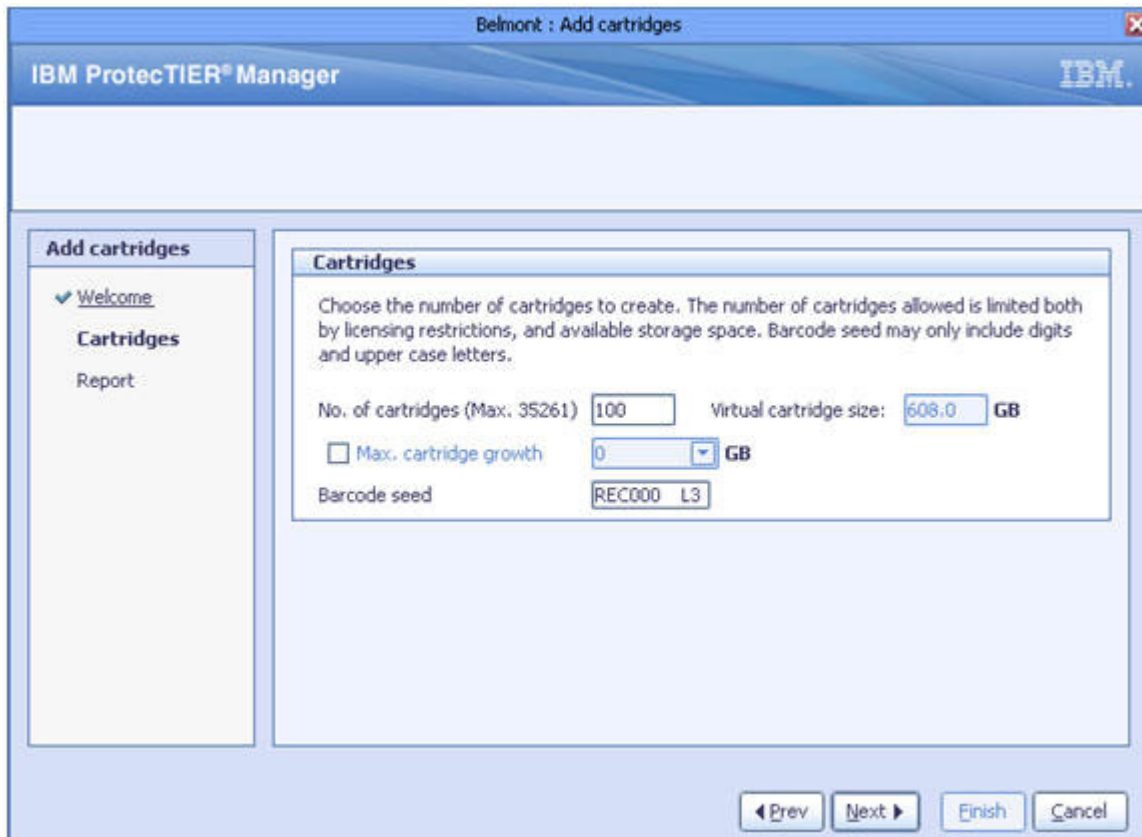 Belmont : Add cartridges
IBM ProtecTIER® Manager
IBM.
Add cartridges
Welcome
Cartridges
Report
Cartridges
Choose the number of cartridges to create. The number of cartridges allowed is limited both
by licensing restrictions, and available storage space. Barcode seed may only include digits
and upper case letters.
No. of cartridges (Max. 35261) 100 Virtual cartridge size: 608.0 GB
Max. cartridge growth 0 GB
Barcode seed REC000 L3
Prev Next Finish Cancel